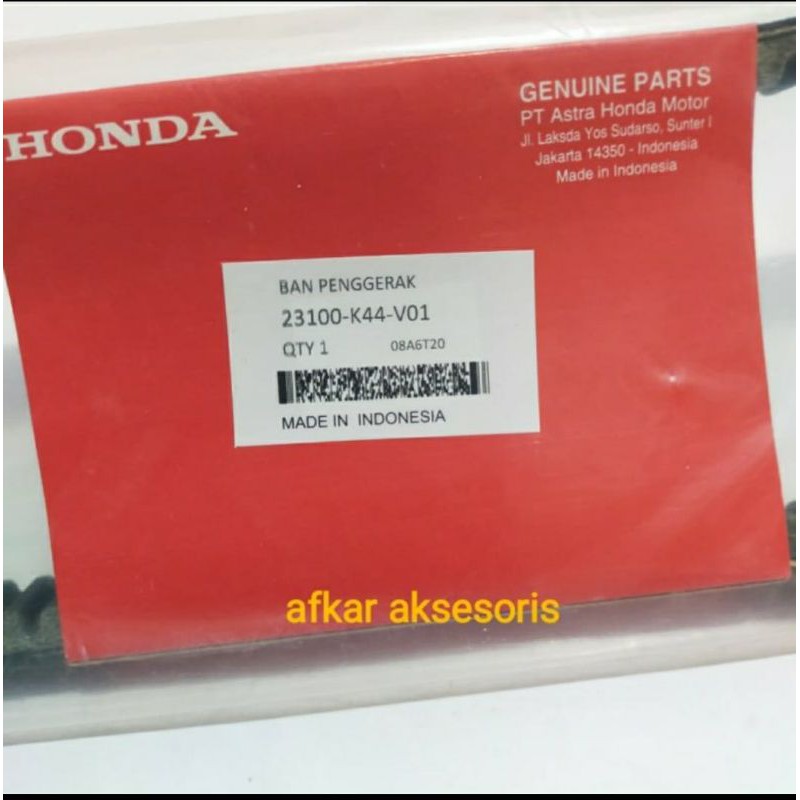 HONDA
GENUINE PARTS
PT Astra Honda Motor
Jl. Laksda Yos Sudarso, Sunter I
Jakarta 14350 - Indonesia
Made in Indonesia
BAN PENGGERAK
23100-K44-V01
QTY 1 08A6T20
MADE IN INDONESIA
afkar aksesoris